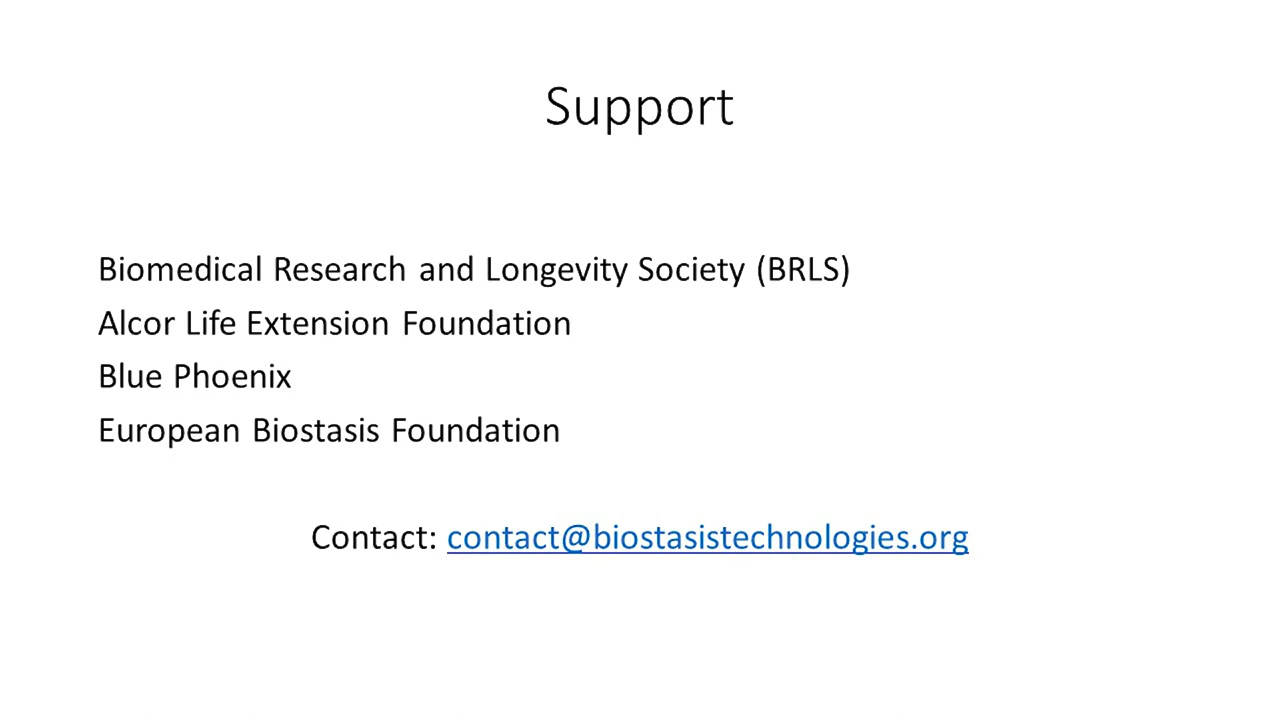 Support
Biomedical Research and Longevity Society (BRLS)
Alcor Life Extension Foundation
Blue Phoenix
European Biostasis Foundation
Contact: contact@biostasistechnologies.org